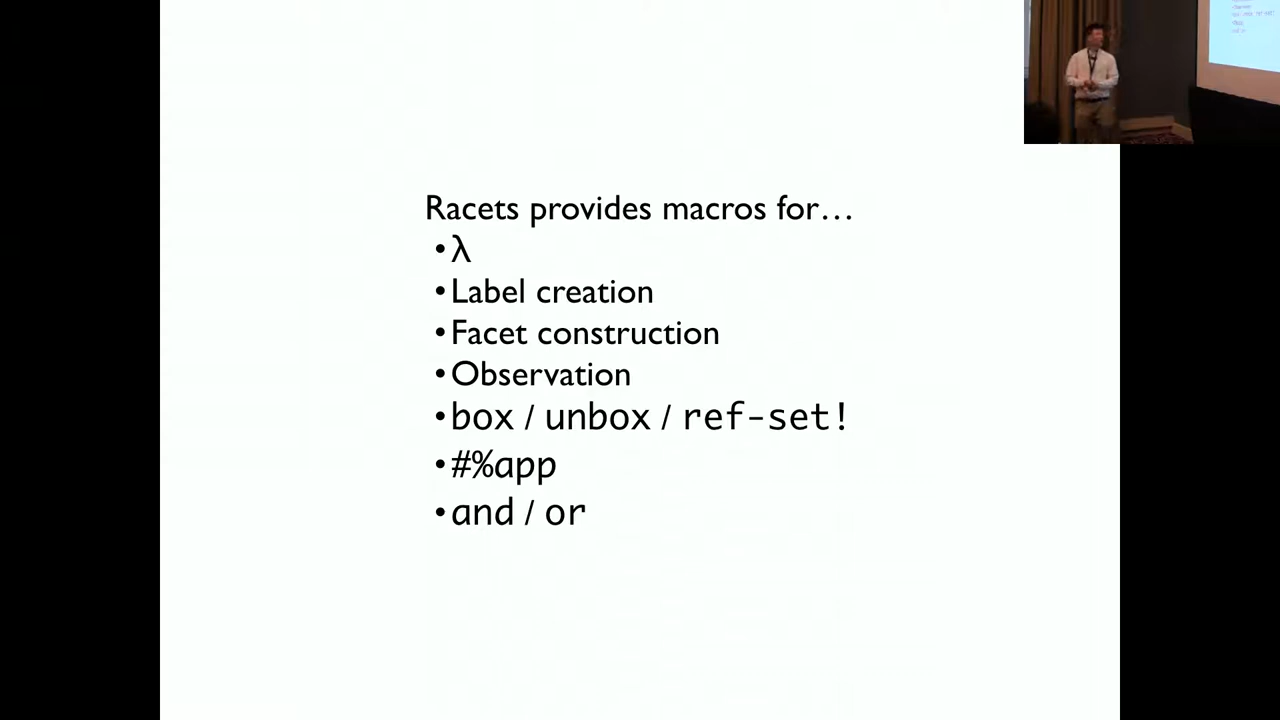 Racets provides macros for…
•λ
•Label creation
•Facet construction
•Observation
•box / unbox / ref-set!
•#%app
•and / or